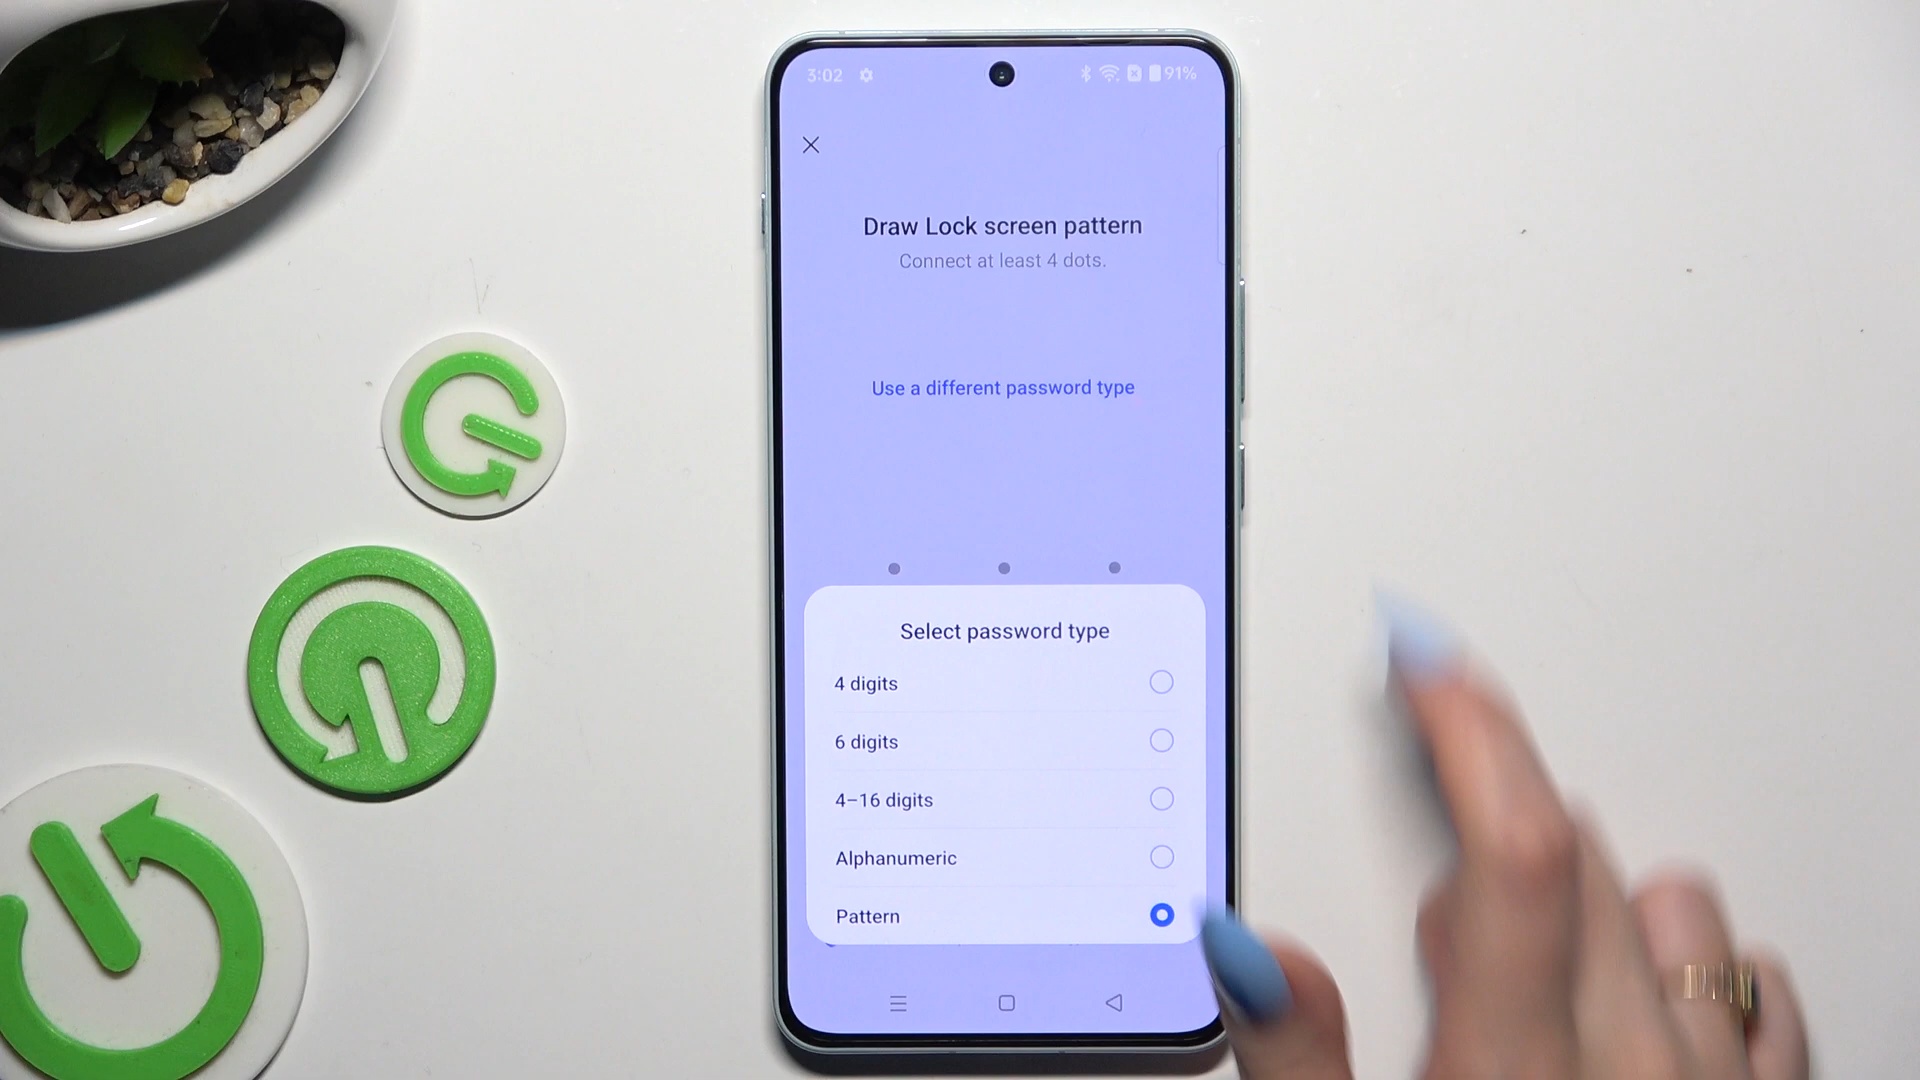 3:02 91%
Draw Lock screen pattern
Connect at least 4 dots.
Use a different password type
Select password type
4 digits
6 digits
4–16 digits
Alphanumeric
Pattern